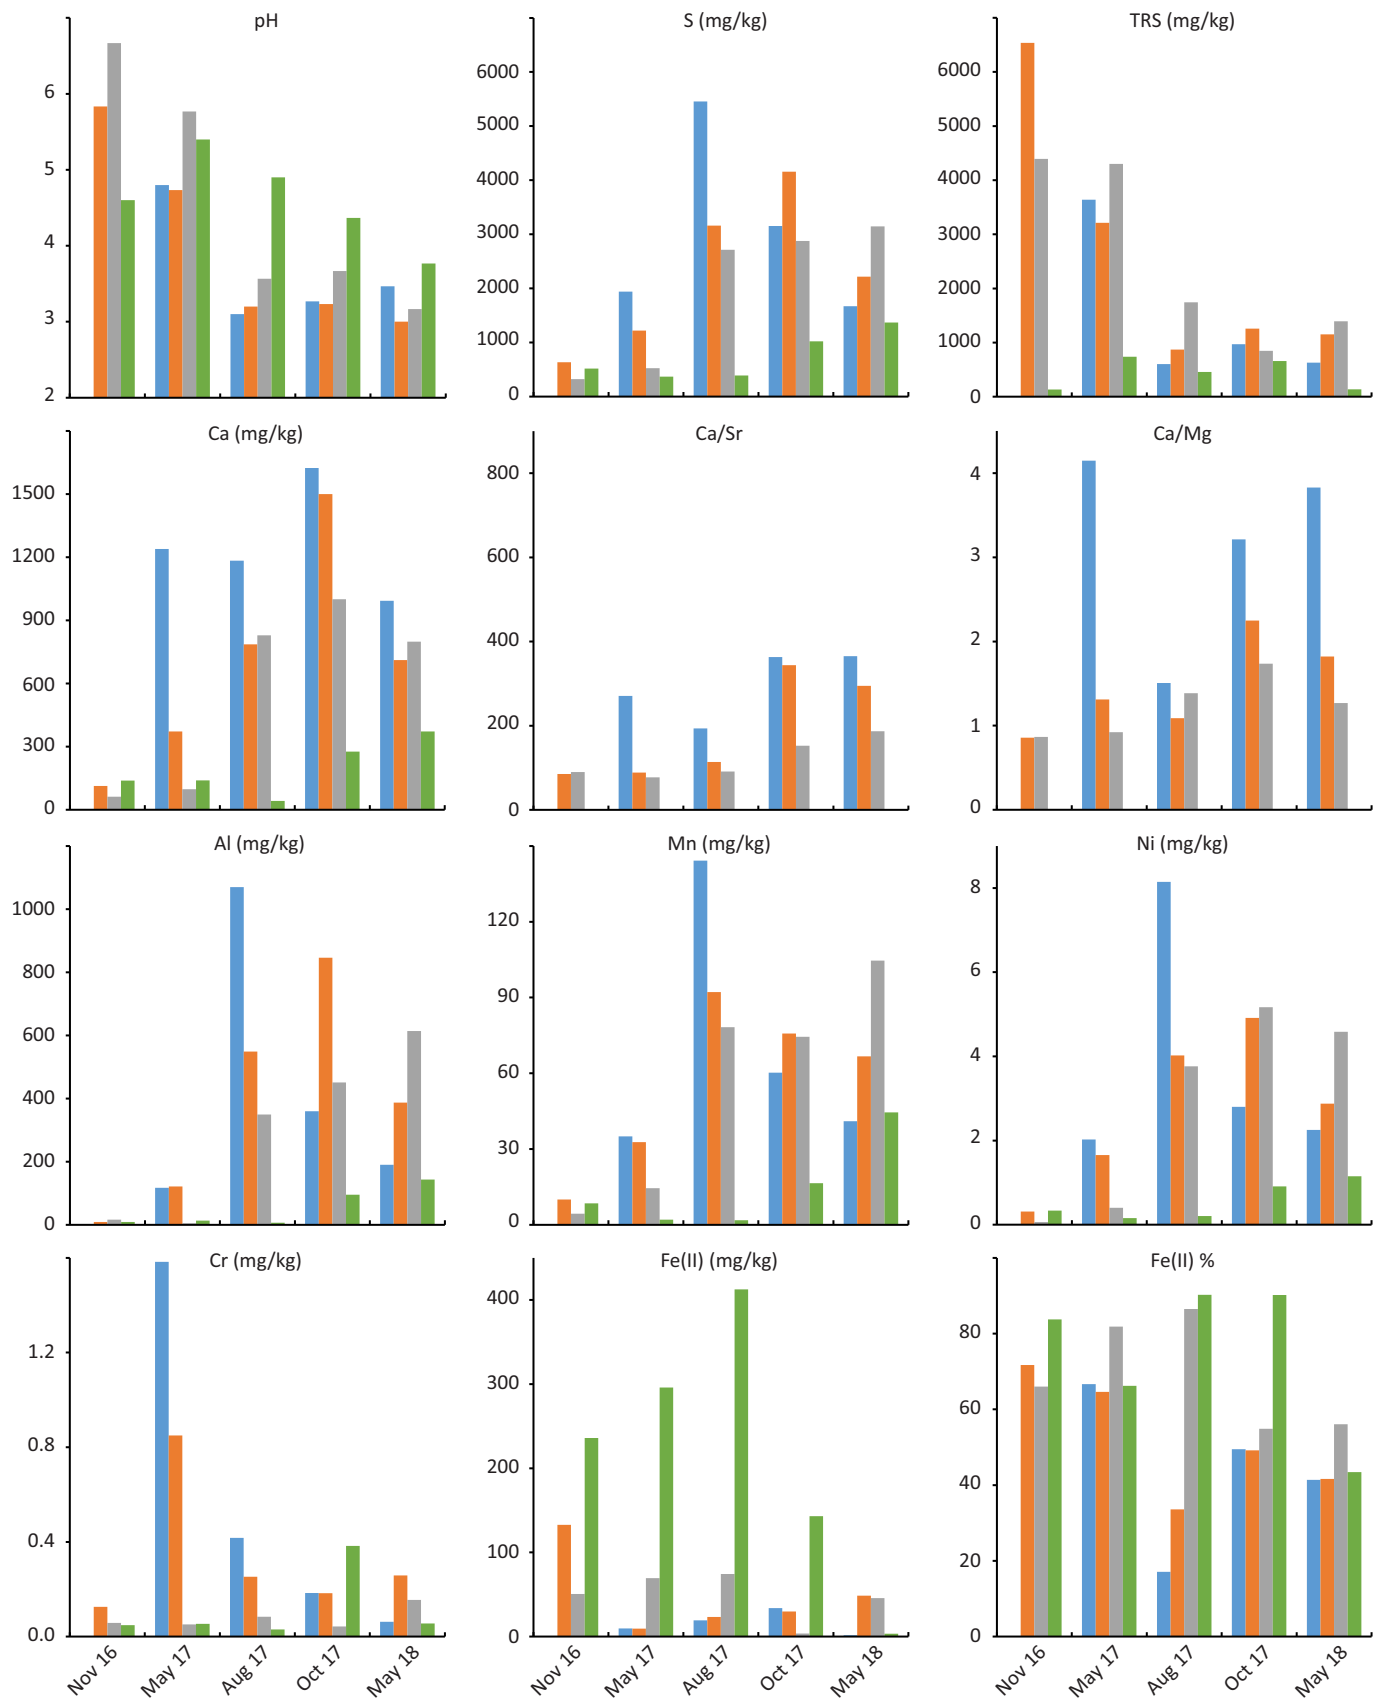 pH
6
5
4
3
2
S (mg/kg)
6000
5000
4000
3000
2000
1000
0
TRS (mg/kg)
6000
5000
4000
3000
2000
1000
0
Ca (mg/kg)
1500
1200
900
600
300
0
Ca/Sr
800
600
400
200
0
Ca/Mg
4
3
2
1
0
Al (mg/kg)
1000
800
600
400
200
0
Mn (mg/kg)
120
90
60
30
0
Ni (mg/kg)
8
6
4
2
0
Cr (mg/kg)
1.2
0.8
0.4
0.0
Nov 16
May 17
Aug 17
Oct 17
May 18
Fe(II) (mg/kg)
400
300
200
100
0
Nov 16
May 17
Aug 17
Oct 17
May 18
Fe(II) %
80
60
40
20
0
Nov 16
May 17
Aug 17
Oct 17
May 18